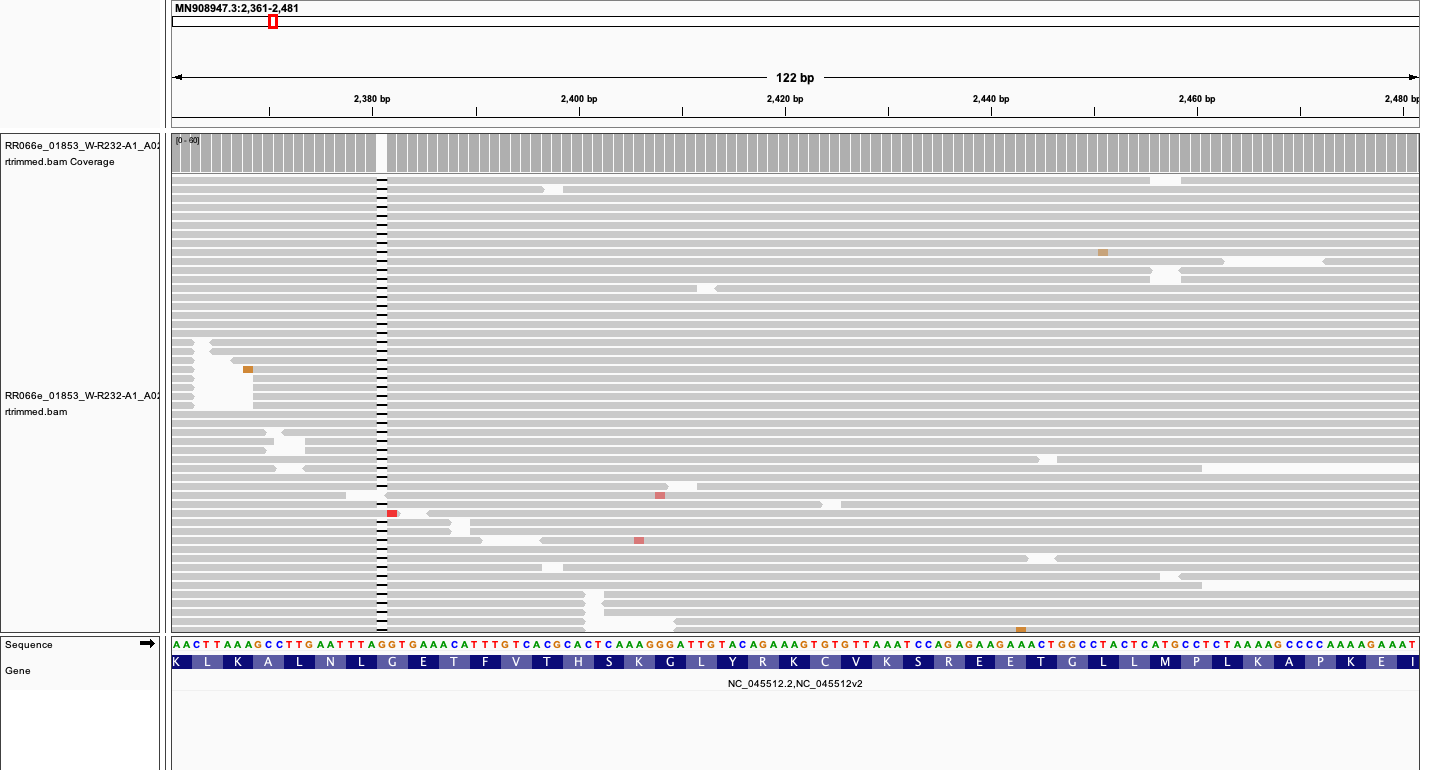 MN908947.3:2,361-2,481
122 bp
2,380 bp 2,400 bp 2,420 bp 2,440 bp 2,460 bp 2,480 bp
RR066e_01853_W-R232-A1_A02
rtrimmed.bam Coverage
[0 - 60]
RR066e_01853_W-R232-A1_A02
rtrimmed.bam
Sequence
AACTTAAAGCCTTGAATTTAGGTGAAACATTTGTCACGCACTCAAAGGGATTGTACAGAAAGTGTGTTAAATCCAGAGAAGAAACTGGCCTACTCATGCCTCTAAAAGCCCCAAAAGAAAT
Gene
K L K A L N L G E T F V T H S K G L Y R K C V K S R E E T G L L M P L K A P K E I
NC_045512.2,NC_045512v2